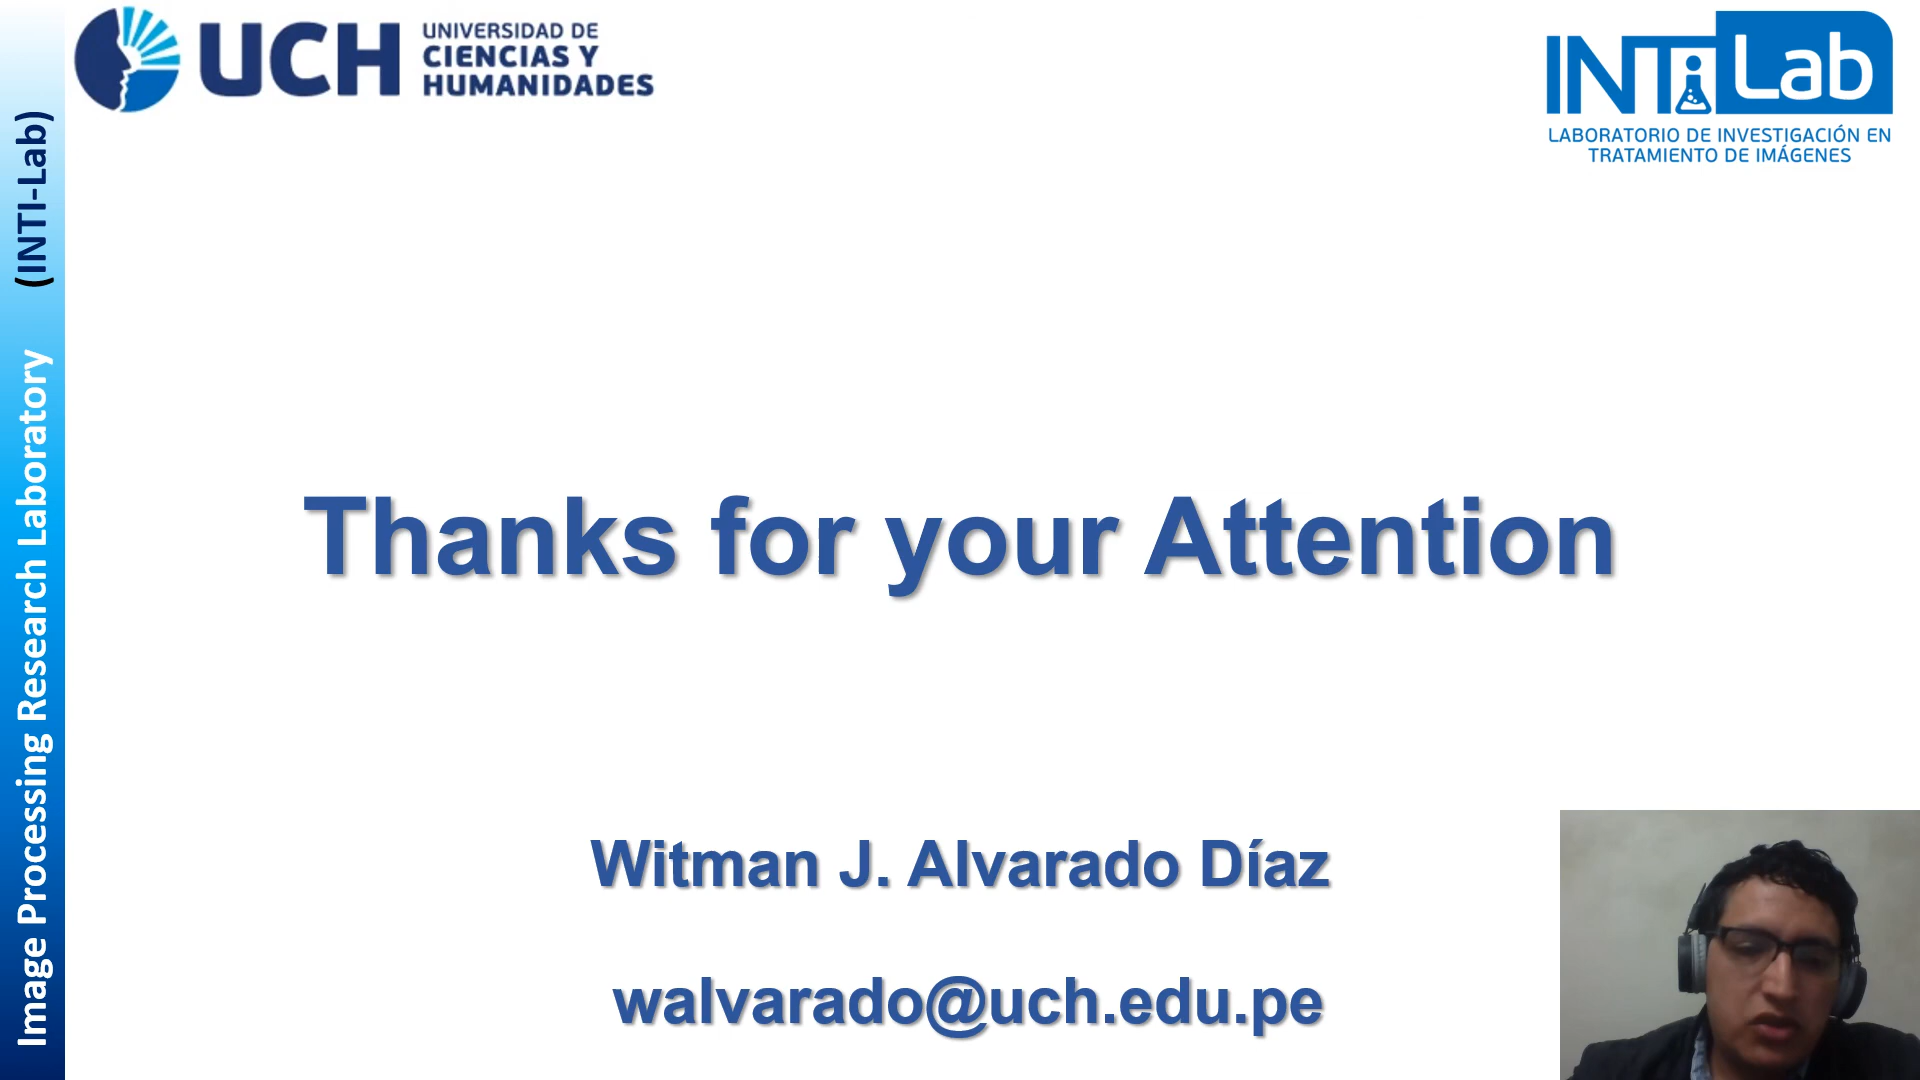 UCH
UNIVERSIDAD DE
CIENCIAS Y
HUMANIDADES
INTi Lab
LABORATORIO DE INVESTIGACIÓN EN
TRATAMIENTO DE IMÁGENES
Image Processing Research Laboratory (INTI-Lab)
Thanks for your Attention
Witman J. Alvarado Díaz
walvarado@uch.edu.pe